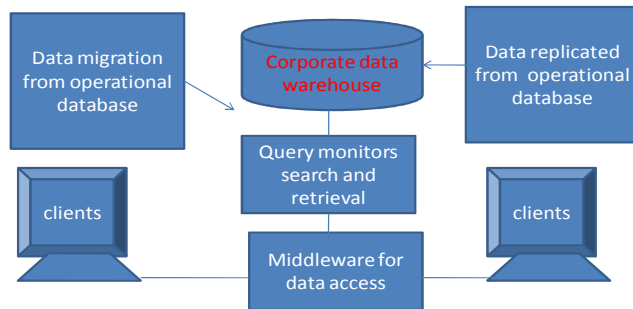 Data migration
from operational
database
Corporate data
warehouse
Data replicated
from operational
database
Query monitors
search and
retrieval
clients
clients
Middleware for
data access